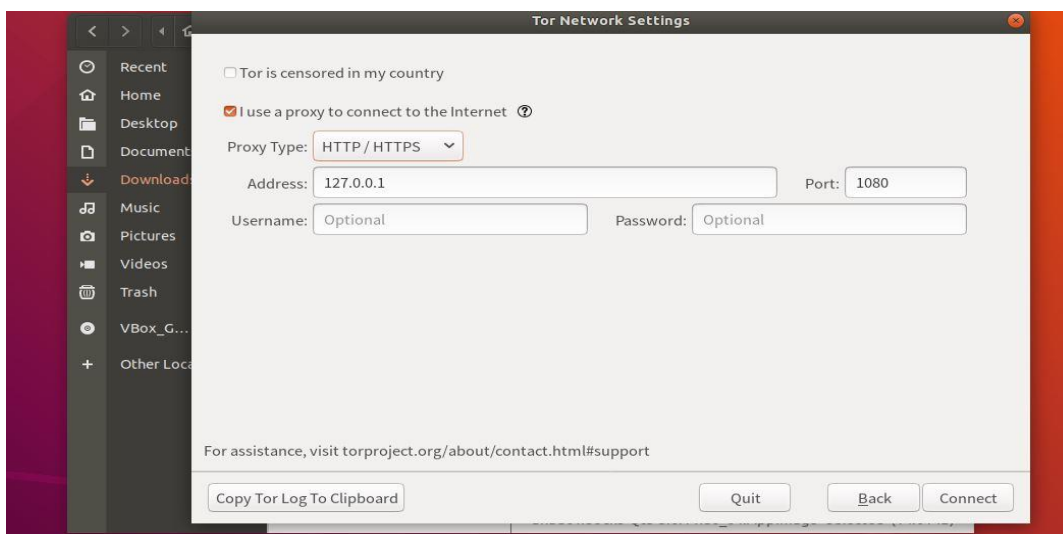 Tor Network Settings
Recent
Home
Desktop
Document
Downloads
Music
Pictures
Videos
Trash
VBox_G...
Other Loca
Tor is censored in my country
I use a proxy to connect to the Internet ?
Proxy Type: HTTP / HTTPS
Address: 127.0.0.1 Port: 1080
Username: Optional Password: Optional
For assistance, visit torproject.org/about/contact.html#support
Copy Tor Log To Clipboard Quit Back Connect